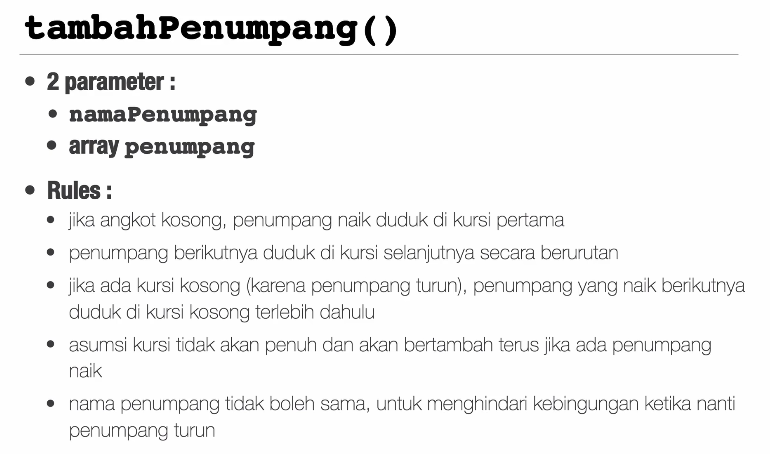 tambahPenumpang()
• 2 parameter :
• namaPenumpang
• array penumpang
• Rules :
• jika angkot kosong, penumpang naik duduk di kursi pertama
• penumpang berikutnya duduk di kursi selanjutnya secara berurutan
• jika ada kursi kosong (karena penumpang turun), penumpang yang naik berikutnya
duduk di kursi kosong terlebih dahulu
• asumsi kursi tidak akan penuh dan akan bertambah terus jika ada penumpang
naik
• nama penumpang tidak boleh sama, untuk menghindari kebingungan ketika nanti
penumpang turun